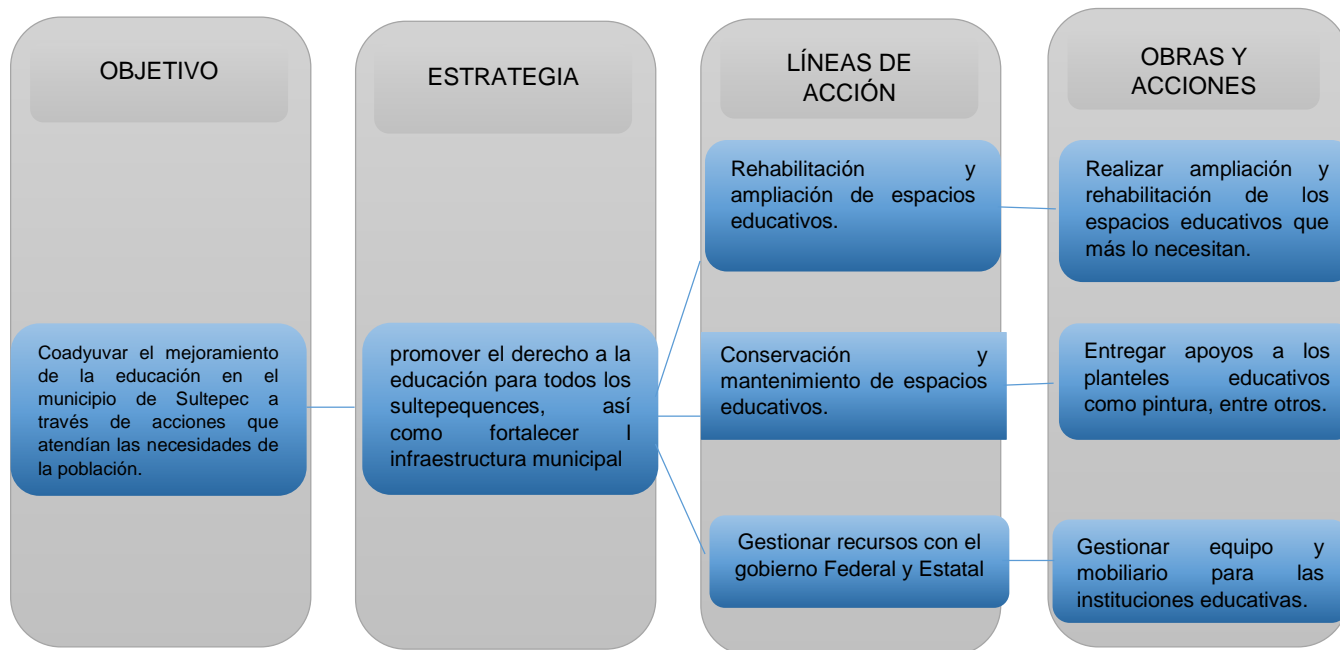 OBJETIVO
Coadyuvar el mejoramiento
de la educación en el
municipio de Sultepec a
través de acciones que
atendían las necesidades de
la población.
ESTRATEGIA
promover el derecho a la
educación para todos los
sultepequences, así
como fortalecer l
infraestructura municipal
LÍNEAS DE
ACCIÓN
Rehabilitación y
ampliación de espacios
educativos.
Conservación y
mantenimiento de espacios
educativos.
Gestionar recursos con el
gobierno Federal y Estatal
OBRAS Y
ACCIONES
Realizar ampliación y
rehabilitación de los
espacios educativos que
más lo necesitan.
Entregar apoyos a los
planteles educativos
como pintura, entre otros.
Gestionar equipo y
mobiliario para las
instituciones educativas.